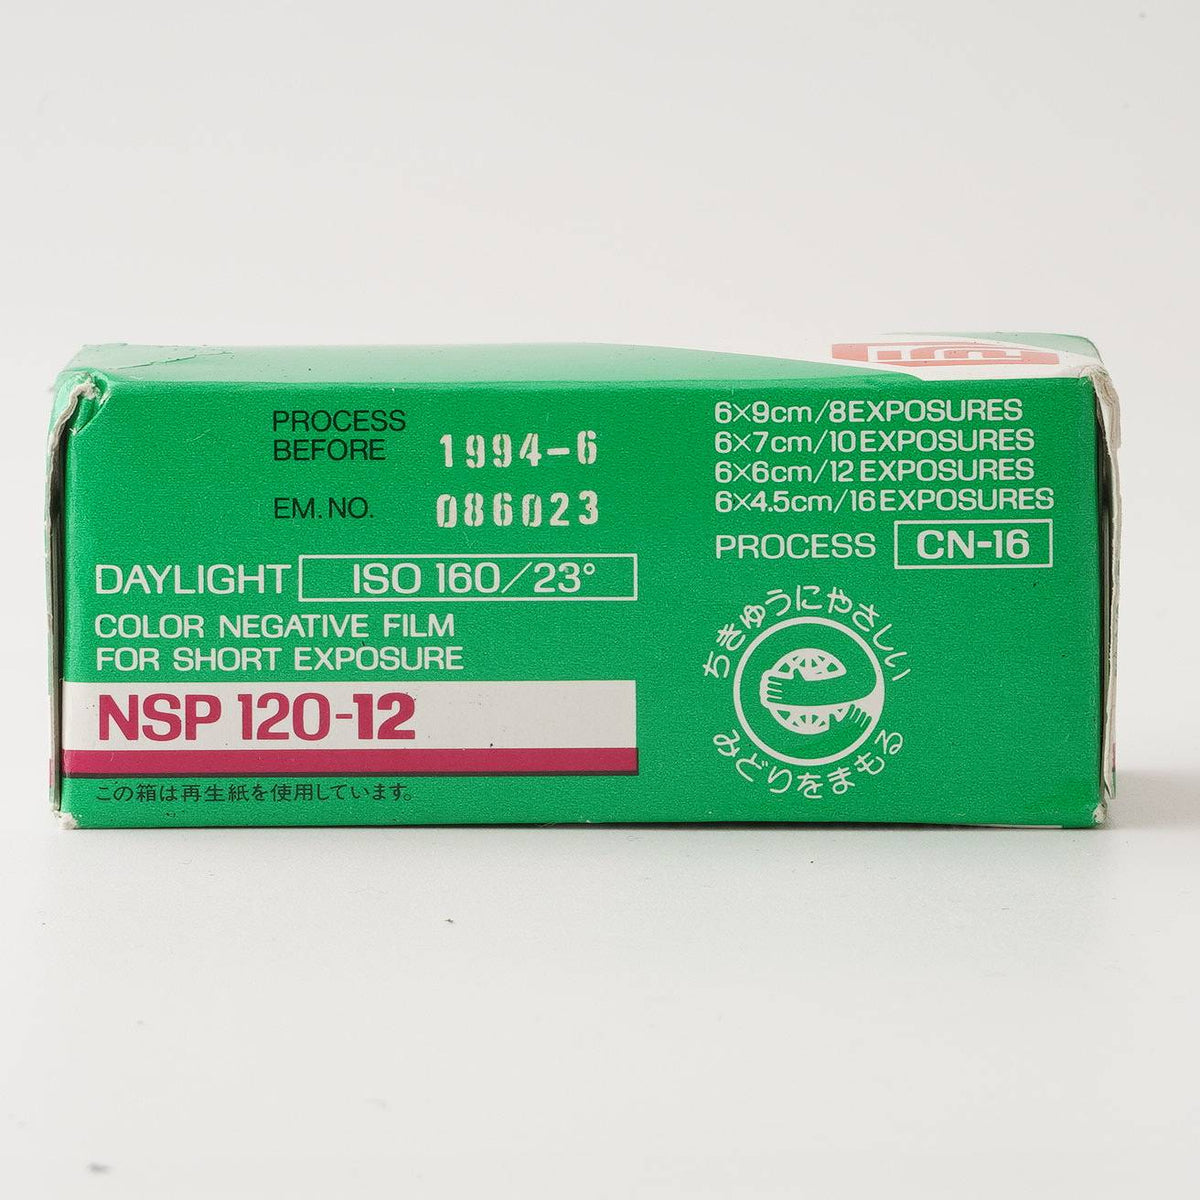 PROCESS
BEFORE 1994-6
EM. NO. 086023
DAYLIGHT ISO 160/23°
COLOR NEGATIVE FILM
FOR SHORT EXPOSURE
NSP 120-12
この箱は再生紙を使用しています。
6×9cm/8EXPOSURES
6×7cm/10EXPOSURES
6×6cm/12EXPOSURES
6×4.5cm/16EXPOSURES
PROCESS CN-16
ちきゅうにやさしい
みどりをまもる